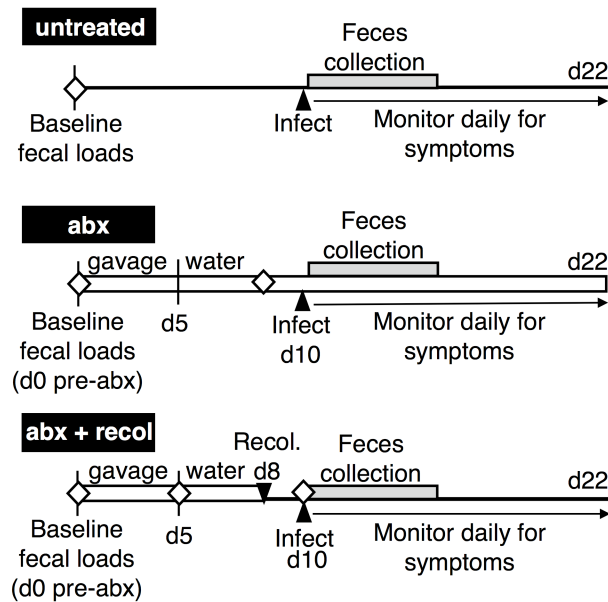 untreated
Feces
collection
d22
Baseline
fecal loads
Infect
Monitor daily for
symptoms
abx
Feces
collection
gavage water
d22
Baseline
fecal loads
(d0 pre-abx)
d5
Infect
d10
Monitor daily for
symptoms
abx + recol
Recol.
d8
Feces
collection
gavage water
d22
Baseline
fecal loads
(d0 pre-abx)
d5
Infect
d10
Monitor daily for
symptoms